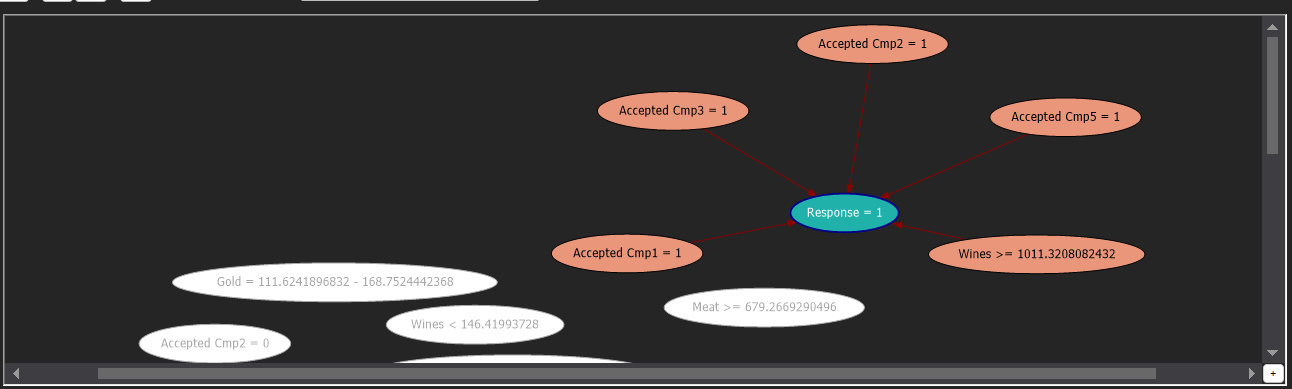 Accepted Cmp2 = 1
Accepted Cmp3 = 1
Accepted Cmp5 = 1
Response = 1
Accepted Cmp1 = 1
Wines >= 1011.3208082432
Gold = 111.6241896832 - 168.7524442368
Meat >= 679.2669290496
Wines < 146.41993728
Accepted Cmp2 = 0
+